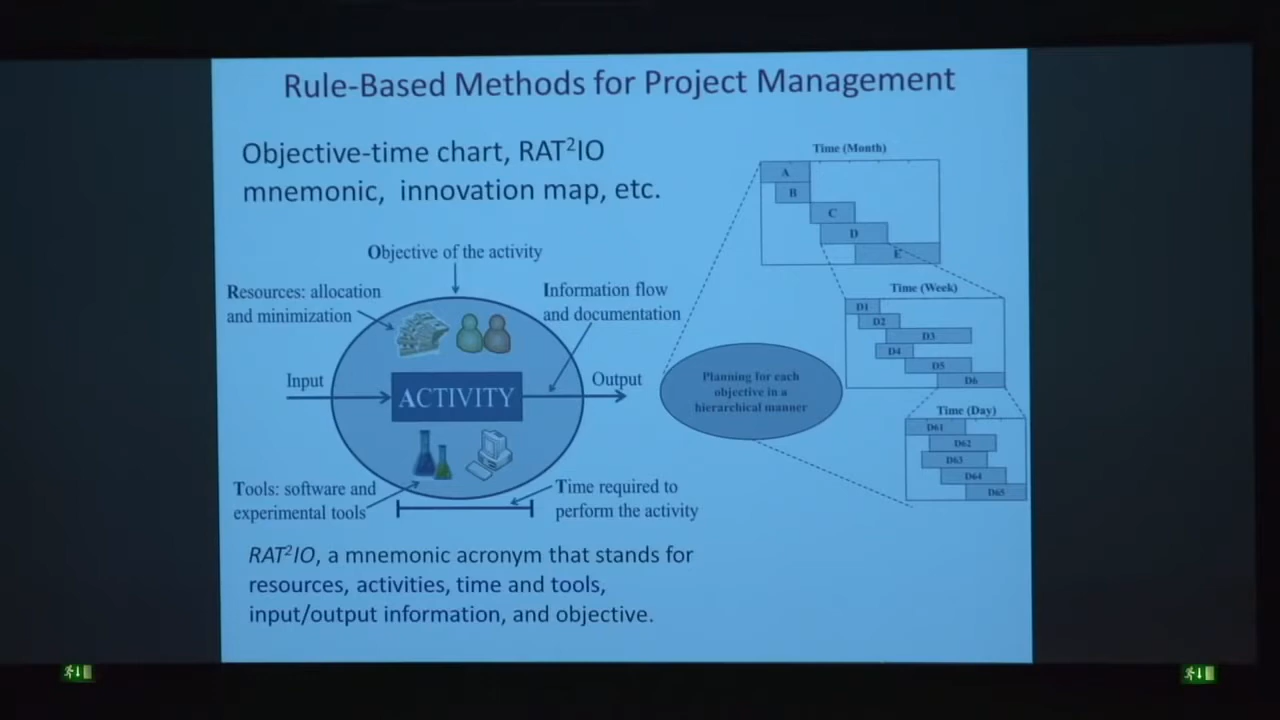 Rule-Based Methods for Project Management
Objective-time chart, RAT²IO
mnemonic, innovation map, etc.
Objective of the activity
Resources: allocation
and minimization
Information flow
and documentation
Input
ACTIVITY
Output
Tools: software and
experimental tools
Time required to
perform the activity
RAT²IO, a mnemonic acronym that stands for
resources, activities, time and tools,
input/output information, and objective.
Time (Month)
A
B
C
D
E
Time (Week)
D1
D2
D3
D4
D5
D6
Planning for each
objective in a
hierarchical manner
Time (Day)
D61
D62
D63
D64
D65